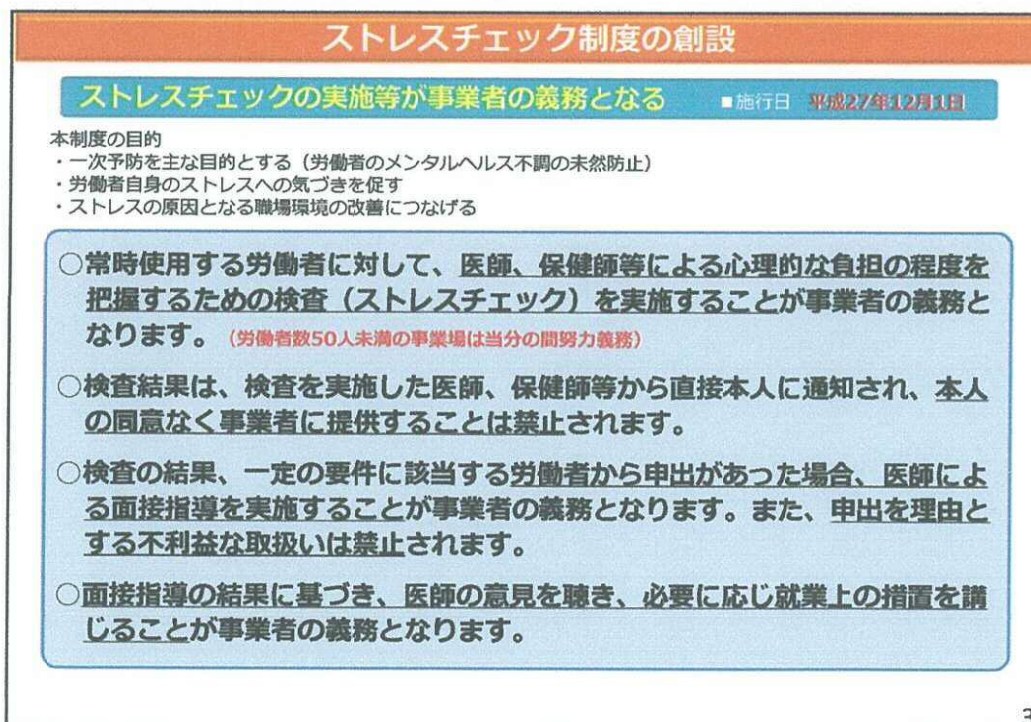 ストレスチェック制度の創設
ストレスチェックの実施等が事業者の義務となる ■施行日 平成27年12月1日
本制度の目的
・一次予防を主な目的とする（労働者のメンタルヘルス不調の未然防止）
・労働者自身のストレスへの気づきを促す
・ストレスの原因となる職場環境の改善につなげる
○常時使用する労働者に対して、医師、保健師等による心理的な負担の程度を
把握するための検査（ストレスチェック）を実施することが事業者の義務と
なります。（労働者数50人未満の事業場は当分の間努力義務）
○検査結果は、検査を実施した医師、保健師等から直接本人に通知され、本人
の同意なく事業者に提供することは禁止されます。
○検査の結果、一定の要件に該当する労働者から申出があった場合、医師によ
る面接指導を実施することが事業者の義務となります。また、申出を理由と
する不利益な取扱いは禁止されます。
○面接指導の結果に基づき、医師の意見を聴き、必要に応じ就業上の措置を講
じることが事業者の義務となります。